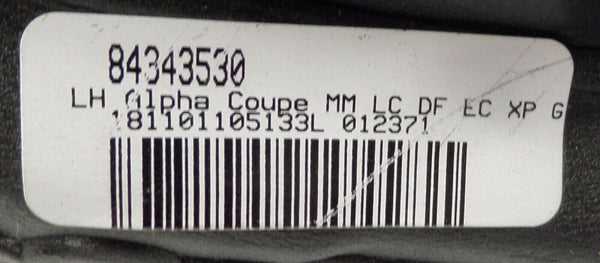 84343530
LH Alpha Coupe MM LC DF EC XP G
181101105133L 012371